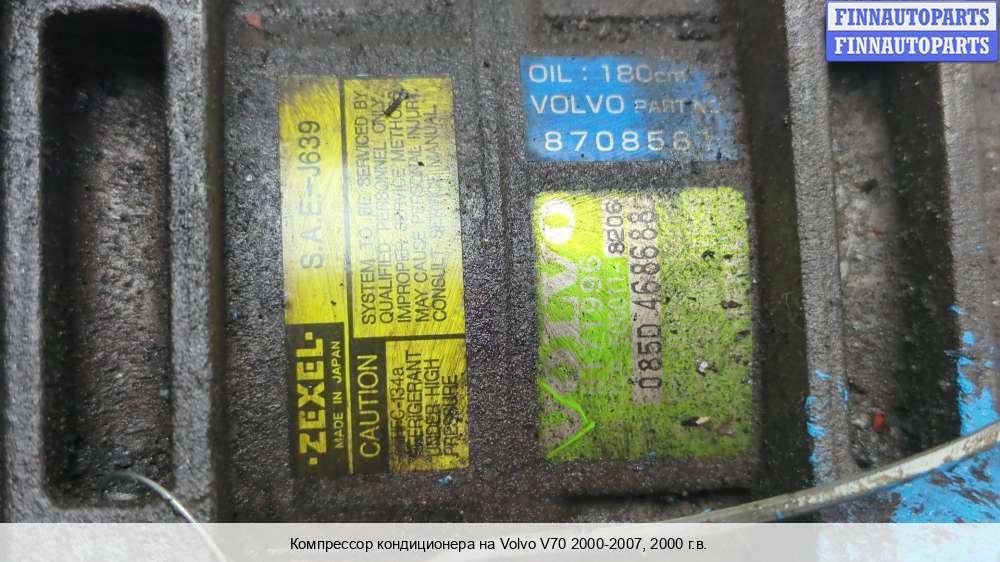 FINNAUTOPARTS
FINNAUTOPARTS
OIL : 180cm
VOLVO PART N
870858
S.A.E-J639
SYSTEM TO BE SERVICED BY
QUALIFIED PERSONNEL ONLY
IMPROPER SERVICE METHODS
MAY CAUSE PERSONAL INJURY
CONSULT SERVICE MANUAL
ZEXEL
MADE IN JAPAN
CAUTION
HFC-134a
REFRIGERANT
UNDER HIGH
PRESSURE
VOLVO
8206
085D 468688
Компрессор кондиционера на Volvo V70 2000-2007, 2000 г.в.